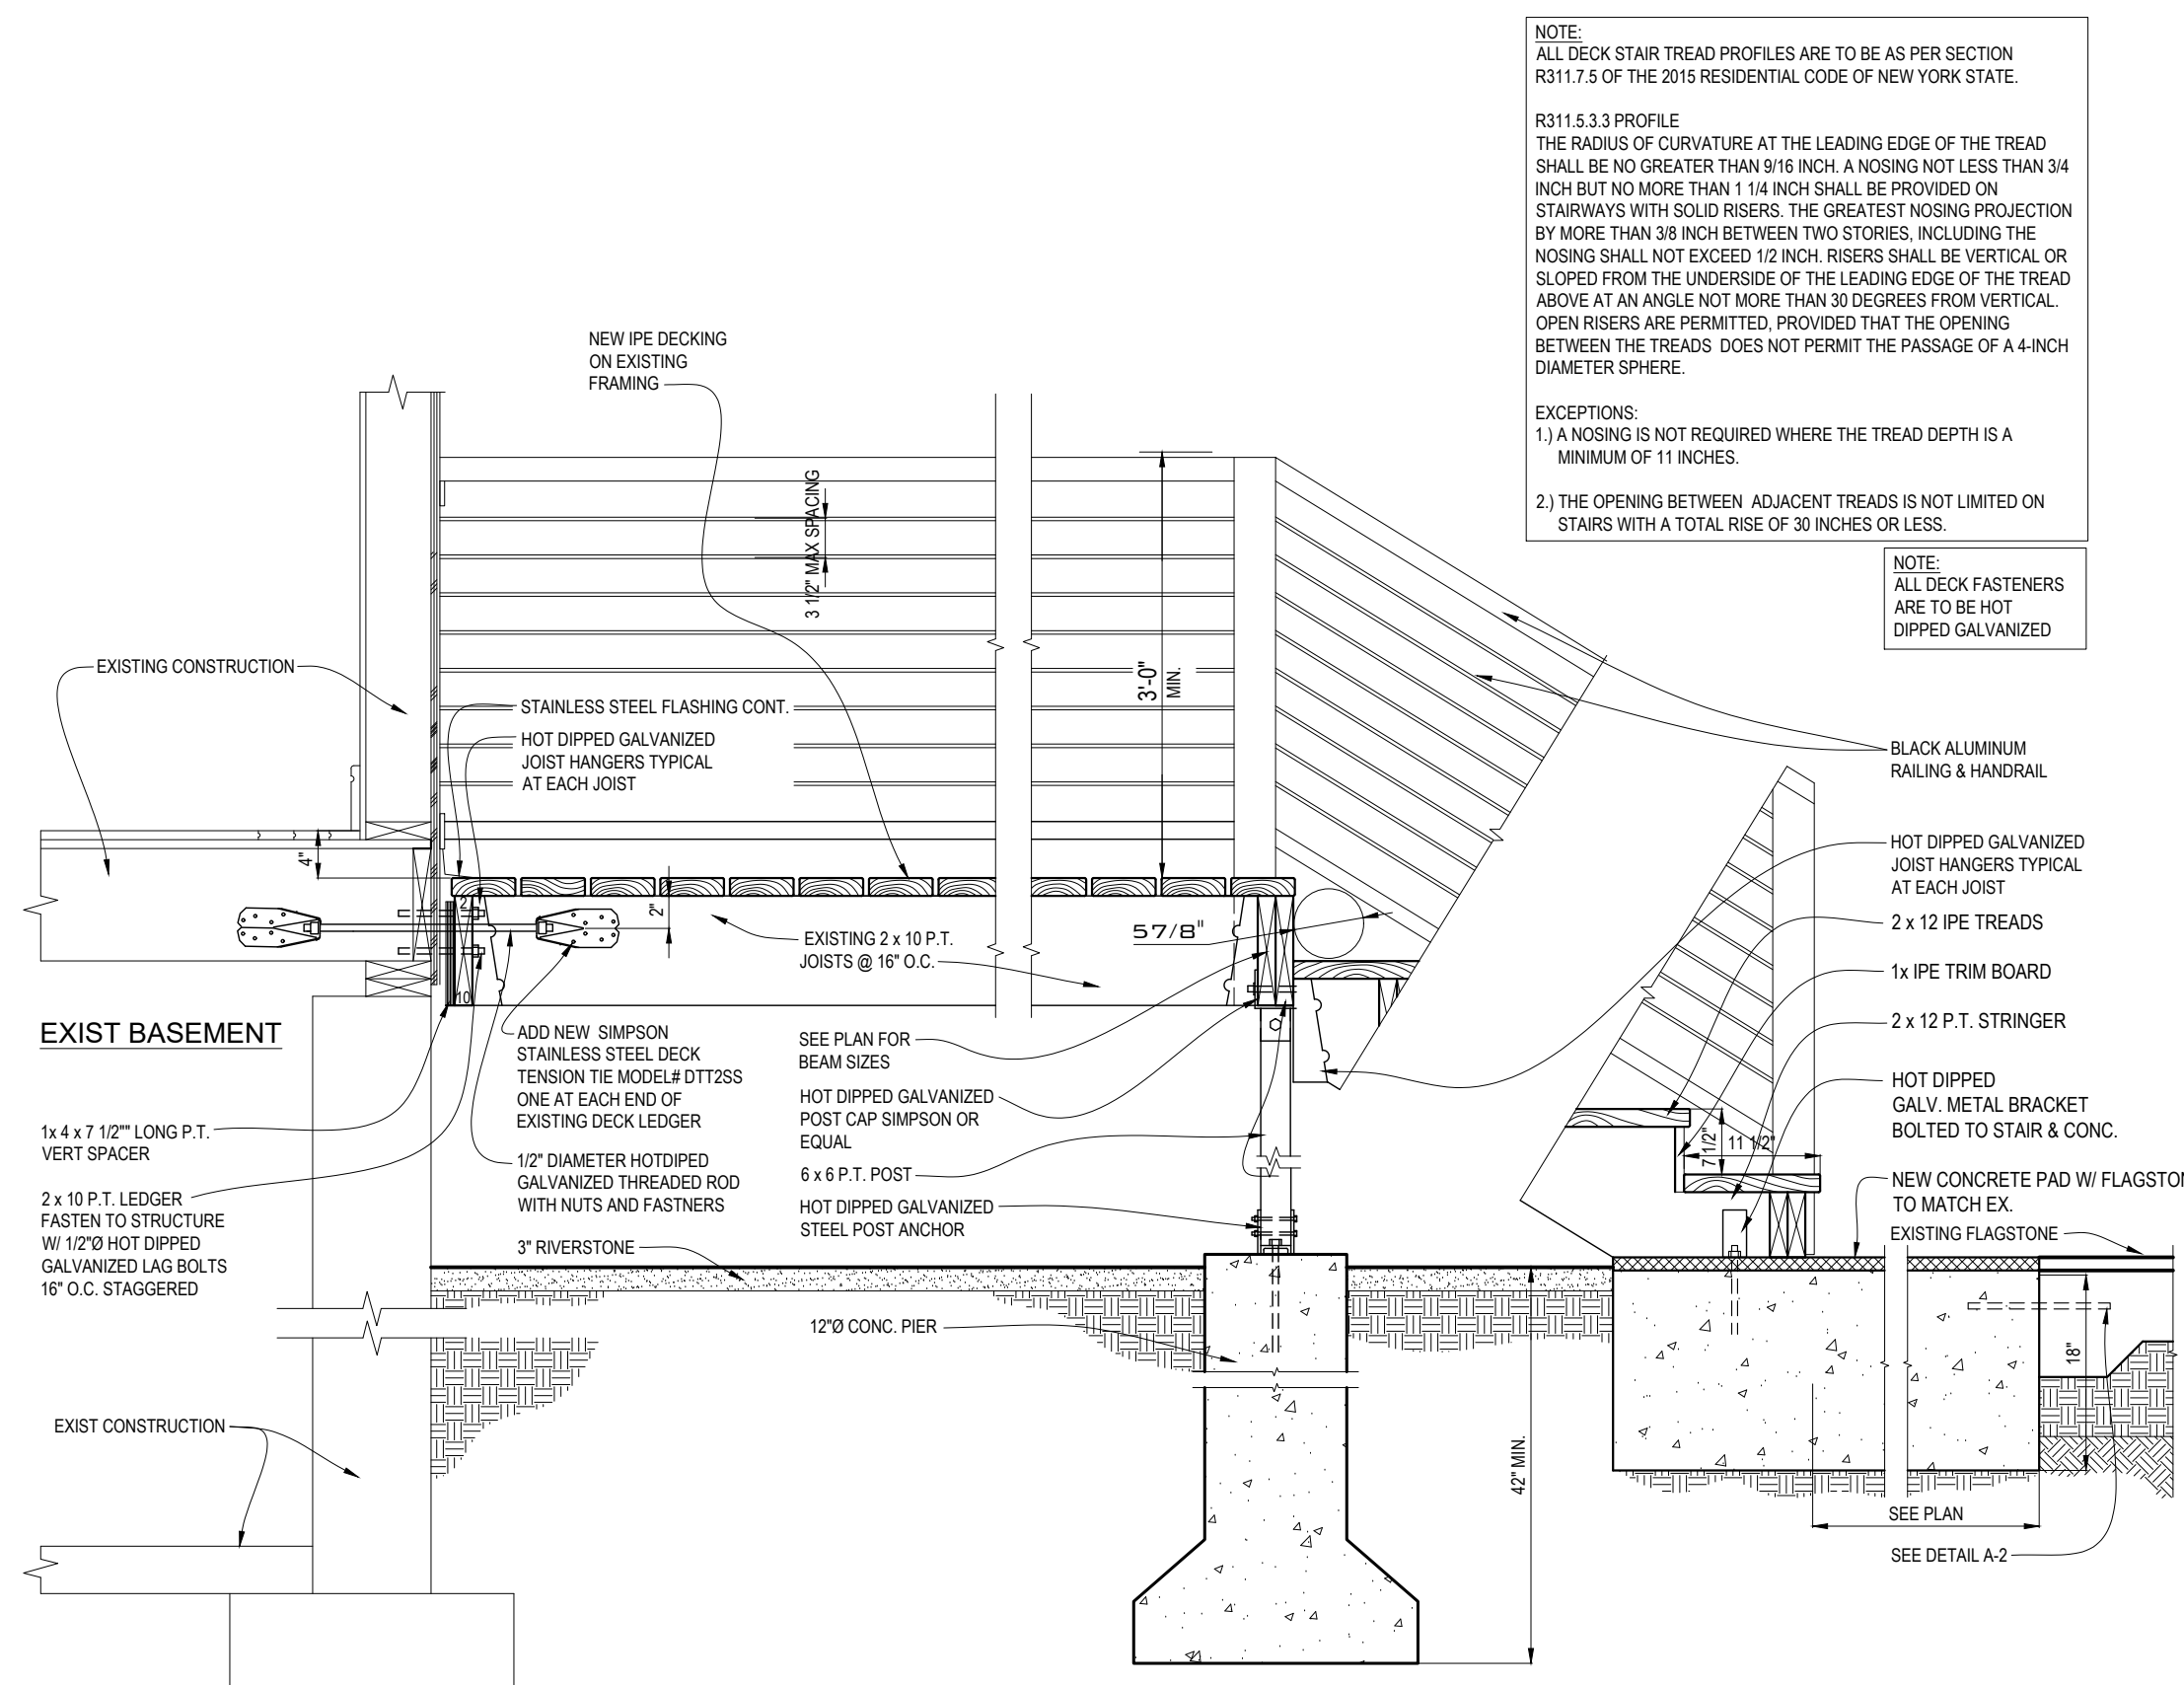 NOTE:
ALL DECK STAIR TREAD PROFILES ARE TO BE AS PER SECTION
R311.7.5 OF THE 2015 RESIDENTIAL CODE OF NEW YORK STATE.
R311.5.3.3 PROFILE
THE RADIUS OF CURVATURE AT THE LEADING EDGE OF THE TREAD
SHALL BE NO GREATER THAN 9/16 INCH. A NOSING NOT LESS THAN 3/4
INCH BUT NO MORE THAN 1 1/4 INCH SHALL BE PROVIDED ON
STAIRWAYS WITH SOLID RISERS. THE GREATEST NOSING PROJECTION
BY MORE THAN 3/8 INCH BETWEEN TWO STORIES, INCLUDING THE
NOSING SHALL NOT EXCEED 1/2 INCH. RISERS SHALL BE VERTICAL OR
SLOPED FROM THE UNDERSIDE OF THE LEADING EDGE OF THE TREAD
ABOVE AT AN ANGLE NOT MORE THAN 30 DEGREES FROM VERTICAL.
OPEN RISERS ARE PERMITTED, PROVIDED THAT THE OPENING
BETWEEN THE TREADS DOES NOT PERMIT THE PASSAGE OF A 4-INCH
DIAMETER SPHERE.
EXCEPTIONS:
1.) A NOSING IS NOT REQUIRED WHERE THE TREAD DEPTH IS A
MINIMUM OF 11 INCHES.
2.) THE OPENING BETWEEN ADJACENT TREADS IS NOT LIMITED ON
STAIRS WITH A TOTAL RISE OF 30 INCHES OR LESS.
NOTE:
ALL DECK FASTENERS
ARE TO BE HOT
DIPPED GALVANIZED
NEW IPE DECKING
ON EXISTING
FRAMING
3 1/2" MAX SPACING
3'-0"
MIN.
EXISTING CONSTRUCTION
STAINLESS STEEL FLASHING CONT.
HOT DIPPED GALVANIZED
JOIST HANGERS TYPICAL
AT EACH JOIST
4"
2"
2
10
57/8"
EXISTING 2 x 10 P.T.
JOISTS @ 16" O.C.
EXIST BASEMENT
1x 4 x 7 1/2"" LONG P.T.
VERT SPACER
2 x 10 P.T. LEDGER
FASTEN TO STRUCTURE
W/ 1/2"Ø HOT DIPPED
GALVANIZED LAG BOLTS
16" O.C. STAGGERED
ADD NEW SIMPSON
STAINLESS STEEL DECK
TENSION TIE MODEL# DTT2SS
ONE AT EACH END OF
EXISTING DECK LEDGER
1/2" DIAMETER HOTDIPED
GALVANIZED THREADED ROD
WITH NUTS AND FASTNERS
3" RIVERSTONE
SEE PLAN FOR
BEAM SIZES
HOT DIPPED GALVANIZED
POST CAP SIMPSON OR
EQUAL
6 x 6 P.T. POST
HOT DIPPED GALVANIZED
STEEL POST ANCHOR
12"Ø CONC. PIER
EXIST CONSTRUCTION
42" MIN.
BLACK ALUMINUM
RAILING & HANDRAIL
HOT DIPPED GALVANIZED
JOIST HANGERS TYPICAL
AT EACH JOIST
2 x 12 IPE TREADS
1x IPE TRIM BOARD
2 x 12 P.T. STRINGER
HOT DIPPED
GALV. METAL BRACKET
BOLTED TO STAIR & CONC.
7 1/2"
11 1/2"
NEW CONCRETE PAD W/ FLAGSTON
TO MATCH EX.
EXISTING FLAGSTONE
18"
SEE PLAN
SEE DETAIL A-2